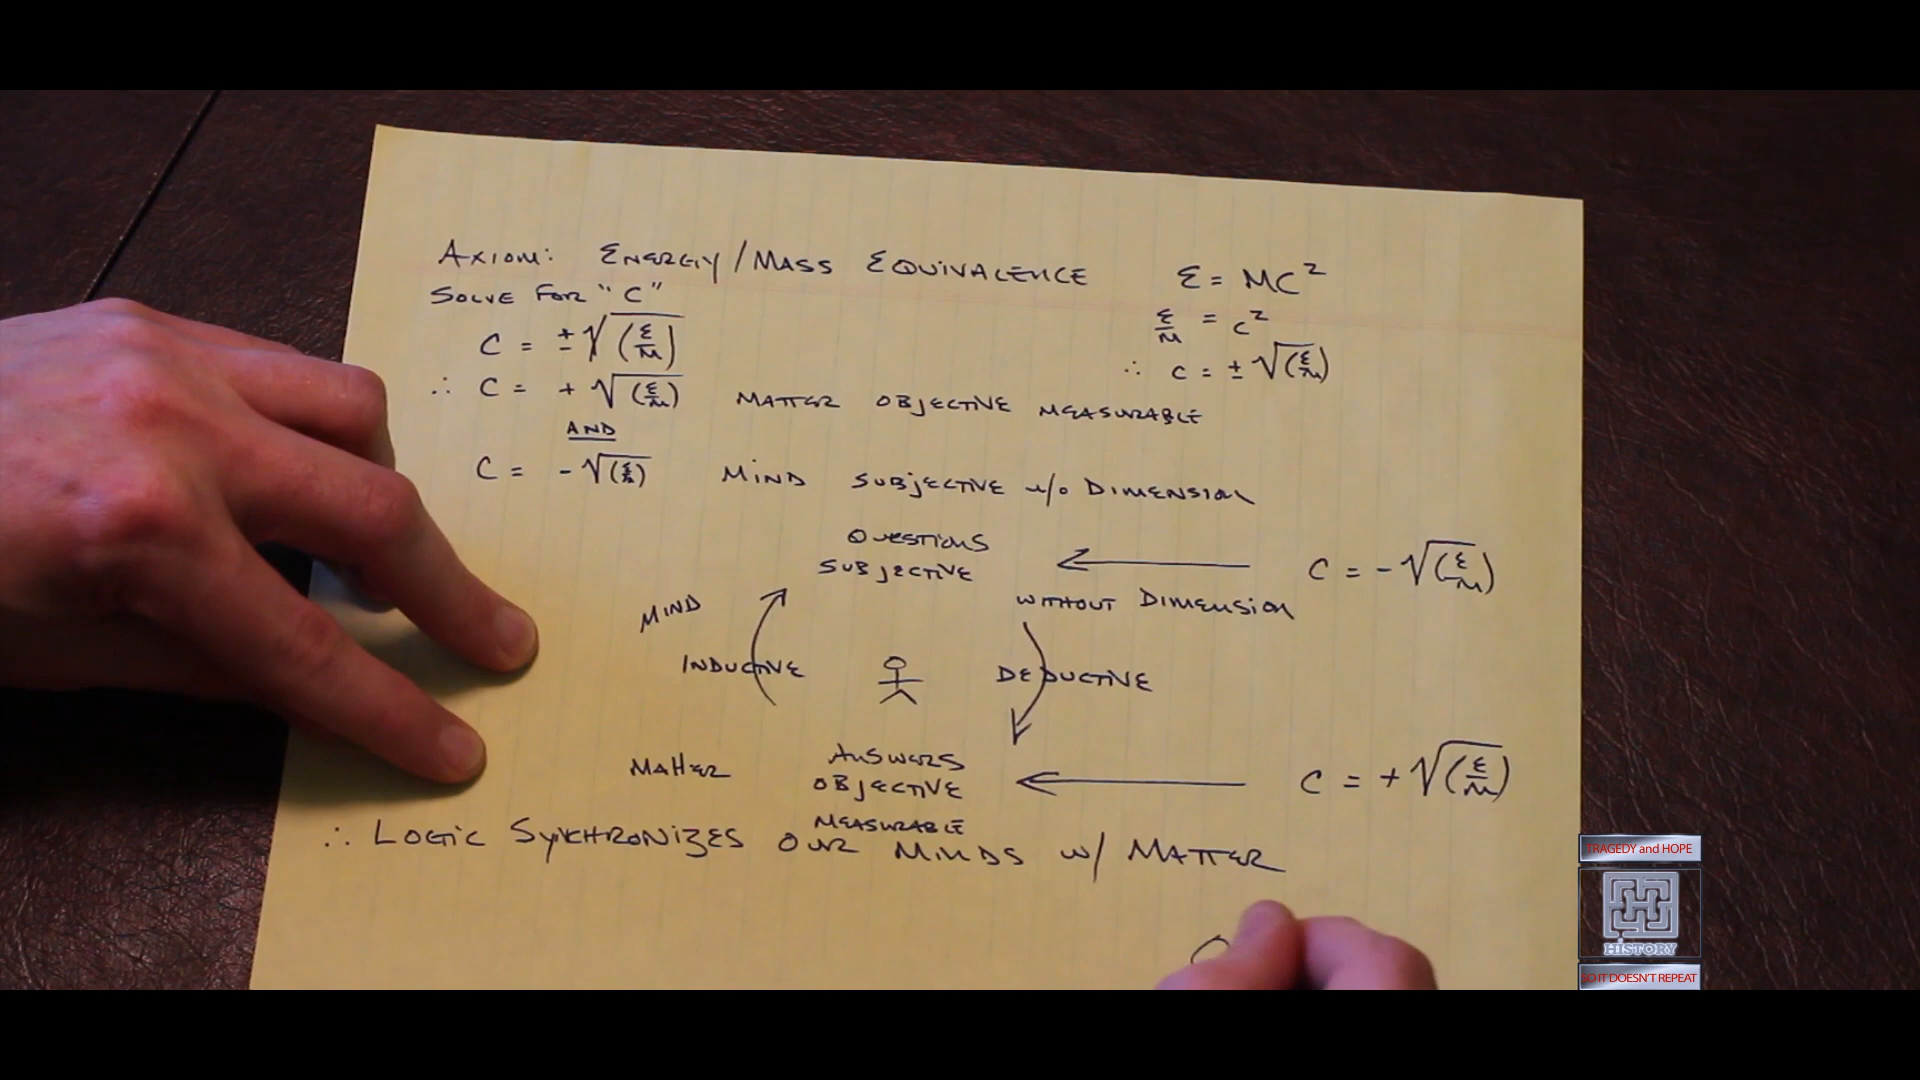 AXIOM: ENERGY/MASS EQUIVALENCE
E = MC²
SOLVE FOR "C"
E/M = C²
C = ±√(E/M)
∴ C = ±√(E/M)
∴ C = +√(E/M) MATTER OBJECTIVE MEASURABLE
AND
C = -√(E/M) MIND SUBJECTIVE w/o DIMENSION
QUESTIONS
SUBJECTIVE
C = -√(E/M)
MIND
WITHOUT DIMENSION
INDUCTIVE
DEDUCTIVE
MATTER
ANSWERS
OBJECTIVE
MEASURABLE
C = +√(E/M)
∴ LOGIC SYNCHRONIZES OUR MINDS w/ MATTER
TRAGEDY and HOPE
HISTORY
SO IT DOESN'T REPEAT